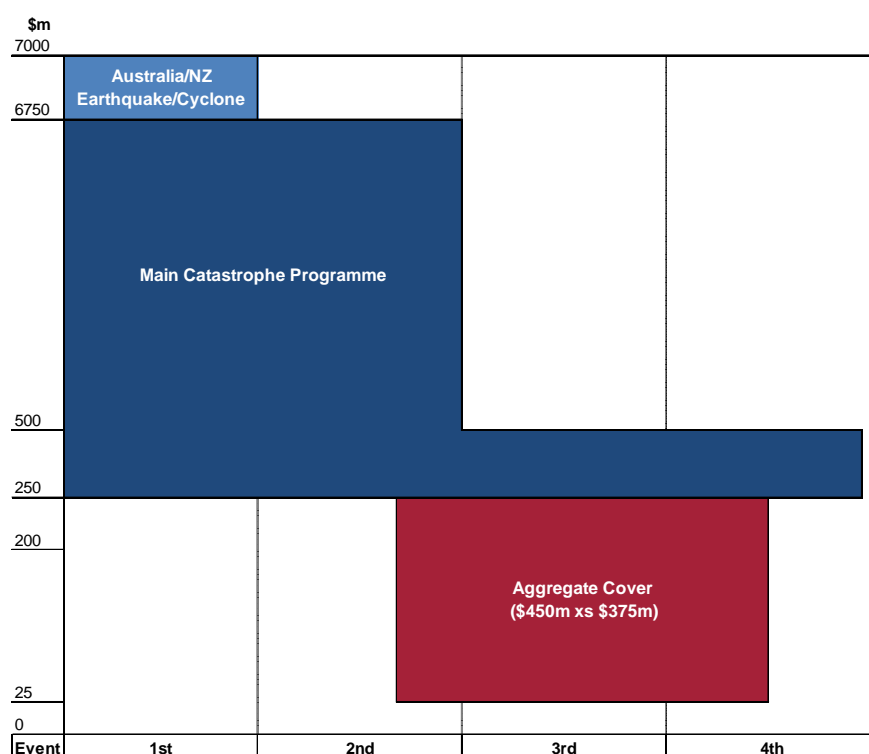 $m
7000
Australia/NZ
Earthquake/Cyclone
6750
Main Catastrophe Programme
500
250
200
Aggregate Cover
($450m xs $375m)
25
0
Event 1st 2nd 3rd 4th